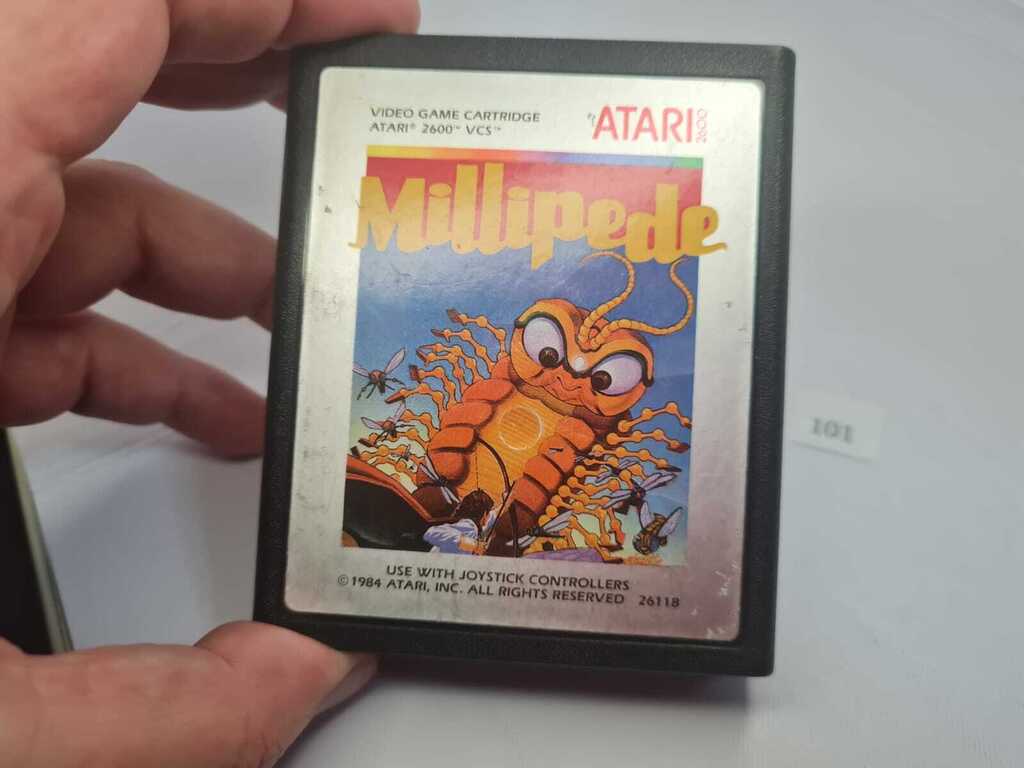 VIDEO GAME CARTRIDGE
ATARI® 2600™ VCS™
ATARI 2600
Millipede
USE WITH JOYSTICK CONTROLLERS
©1984 ATARI, INC. ALL RIGHTS RESERVED 26118
101